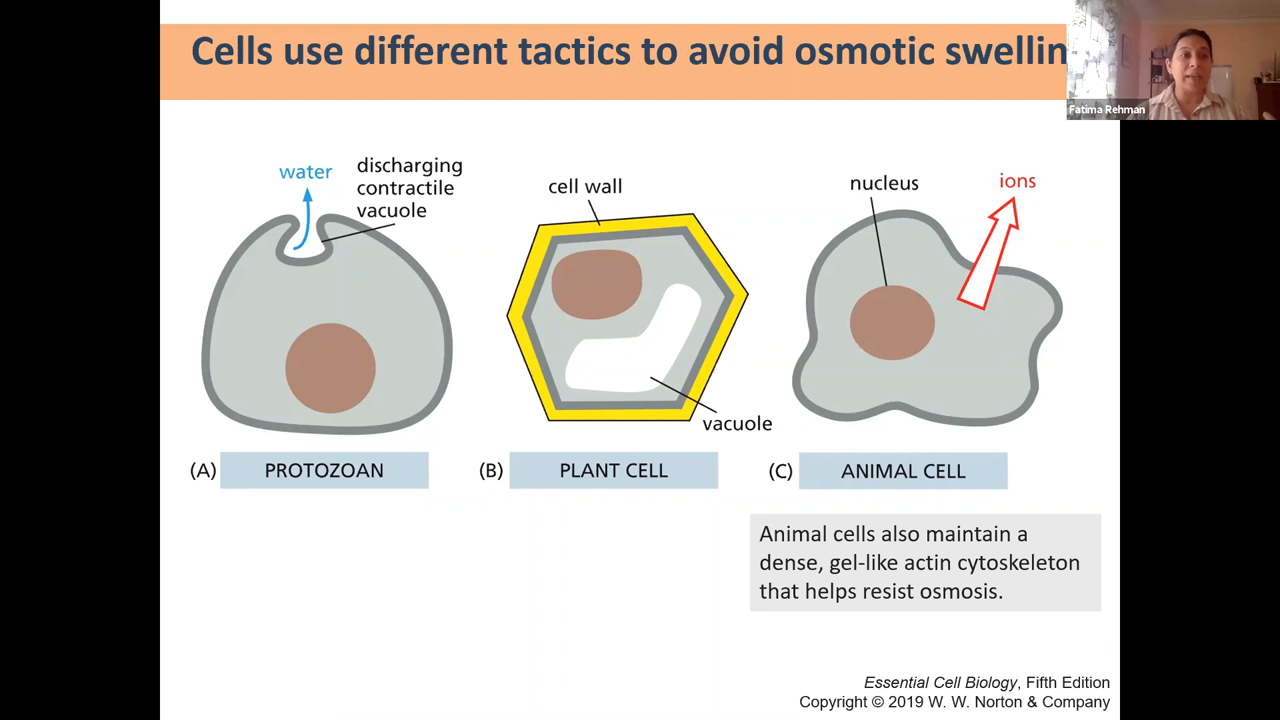 Cells use different tactics to avoid osmotic swellin
Fatima Rehman
water
discharging
contractile
vacuole
cell wall
nucleus
ions
vacuole
(A) PROTOZOAN
(B) PLANT CELL
(C) ANIMAL CELL
Animal cells also maintain a
dense, gel-like actin cytoskeleton
that helps resist osmosis.
Essential Cell Biology, Fifth Edition
Copyright © 2019 W. W. Norton & Company